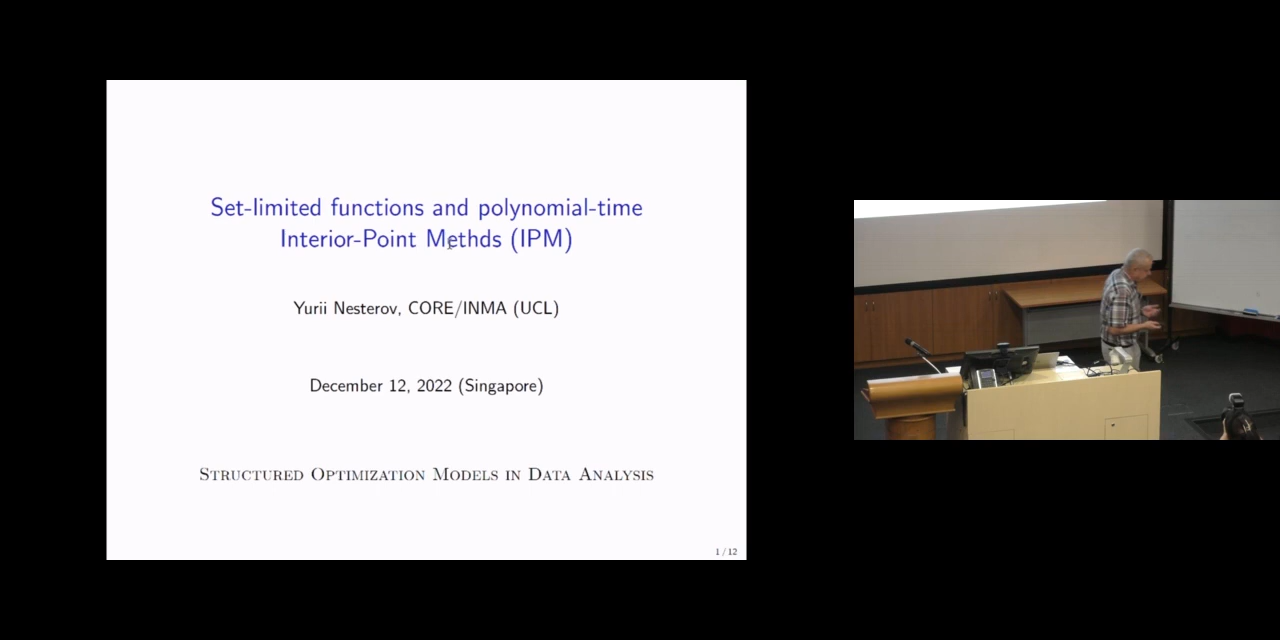 Set-limited functions and polynomial-time
Interior-Point Methds (IPM)
Yurii Nesterov, CORE/INMA (UCL)
December 12, 2022 (Singapore)
STRUCTURED OPTIMIZATION MODELS IN DATA ANALYSIS
1 / 12